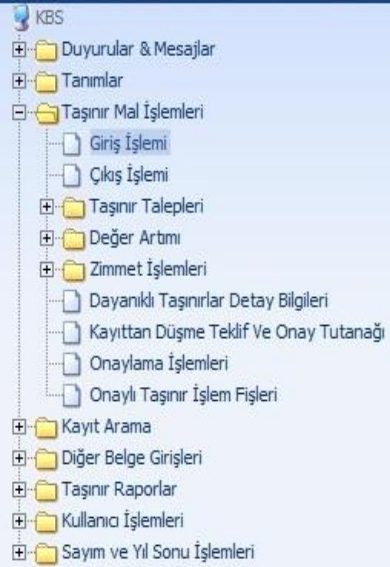 KBS
Duyurular & Mesajlar
Tanımlar
Taşınır Mal İşlemleri
Giriş İşlemi
Çıkış İşlemi
Taşınır Talepleri
Değer Artımı
Zimmet İşlemleri
Dayanıklı Taşınırlar Detay Bilgileri
Kayıttan Düşme Teklif Ve Onay Tutanağı
Onaylama İşlemleri
Onaylı Taşınır İşlem Fişleri
Kayıt Arama
Diğer Belge Girişleri
Taşınır Raporlar
Kullanıcı İşlemleri
Sayım ve Yıl Sonu İşlemleri